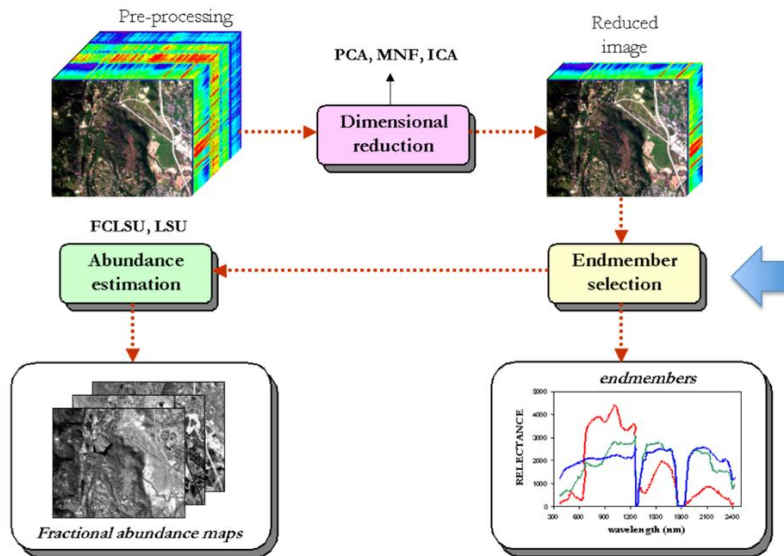 Pre-processing
Reduced
image
PCA, MNF, ICA
Dimensional
reduction
FCLSU, LSU
Abundance
estimation
Endmember
selection
endmembers
RELECTANCE
5000
4000
3000
2000
1000
0
300 600 900 1200 1500 1800 2100 2400
wavelength (nm)
Fractional abundance maps